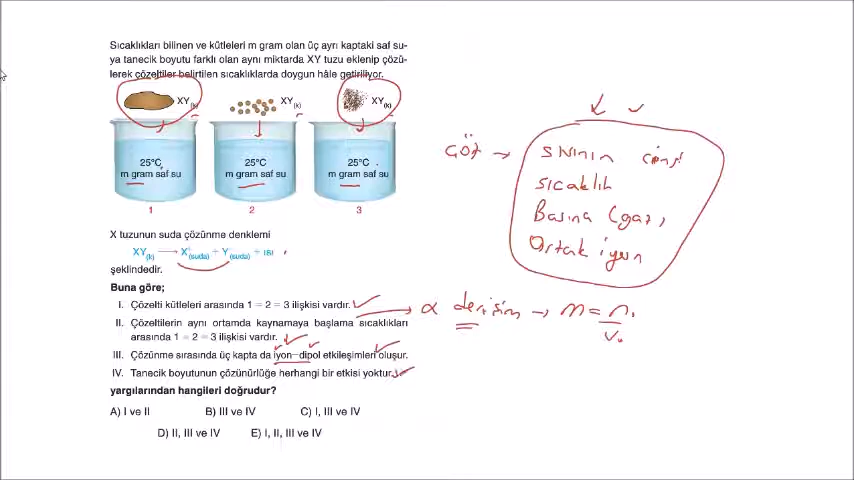 Sıcaklıkları bilinen ve kütleleri m gram olan üç ayrı kaptaki saf su-
ya tanecik boyutu farklı olan aynı miktarda XY tuzu eklenip çözü-
lerek çözeltiler belirtilen sıcaklıklarda doygun hâle getiriliyor.
XY(k) XY(k) XY(k)
25°C 25°C 25°C
m gram saf su m gram saf su m gram saf su
1 2 3
X tuzunun suda çözünme denklemi
XY(k) → X⁺(suda) + Y⁻(suda) + ısı
şeklindedir.
Buna göre;
I. Çözelti kütleleri arasında 1 = 2 = 3 ilişkisi vardır.
II. Çözeltilerin aynı ortamda kaynamaya başlama sıcaklıkları
arasında 1 = 2 = 3 ilişkisi vardır.
III. Çözünme sırasında üç kapta da iyon–dipol etkileşimleri oluşur.
IV. Tanecik boyutunun çözünürlüğe herhangi bir etkisi yoktur.
yargılarından hangileri doğrudur?
A) I ve II B) III ve IV C) I, III ve IV
D) II, III ve IV E) I, II, III ve IV
ÇÖZ → sıvının cinsi
sıcaklık
Basınç (gaz)
Ortak iyon
α derişim → m = n
v